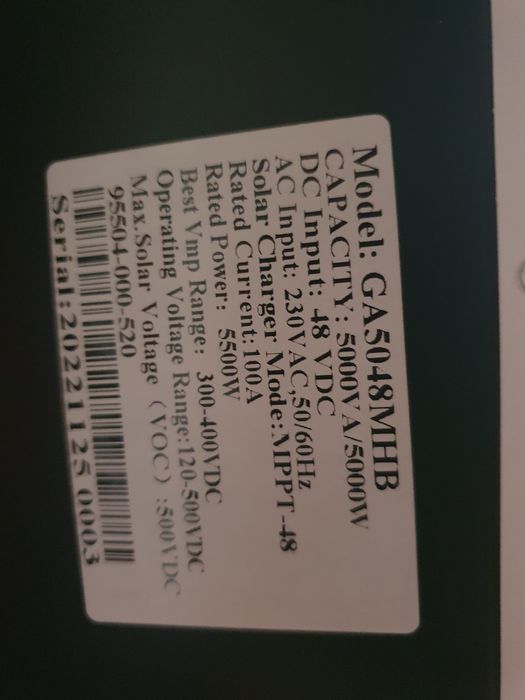 Model: GA5048MHB
CAPACITY: 5000VA/5000W
DC Input: 48 VDC
AC Input: 230VAC,50/60Hz
Solar Charger Mode:MPPT-48
Rated Current:100A
Rated Power: 5500W
Best Vmp Range: 300-400VDC
Operating Voltage Range:120-500VDC
Max.Solar Voltage (VOC) :500VDC
95504-000-520
Serial:20221125 0003